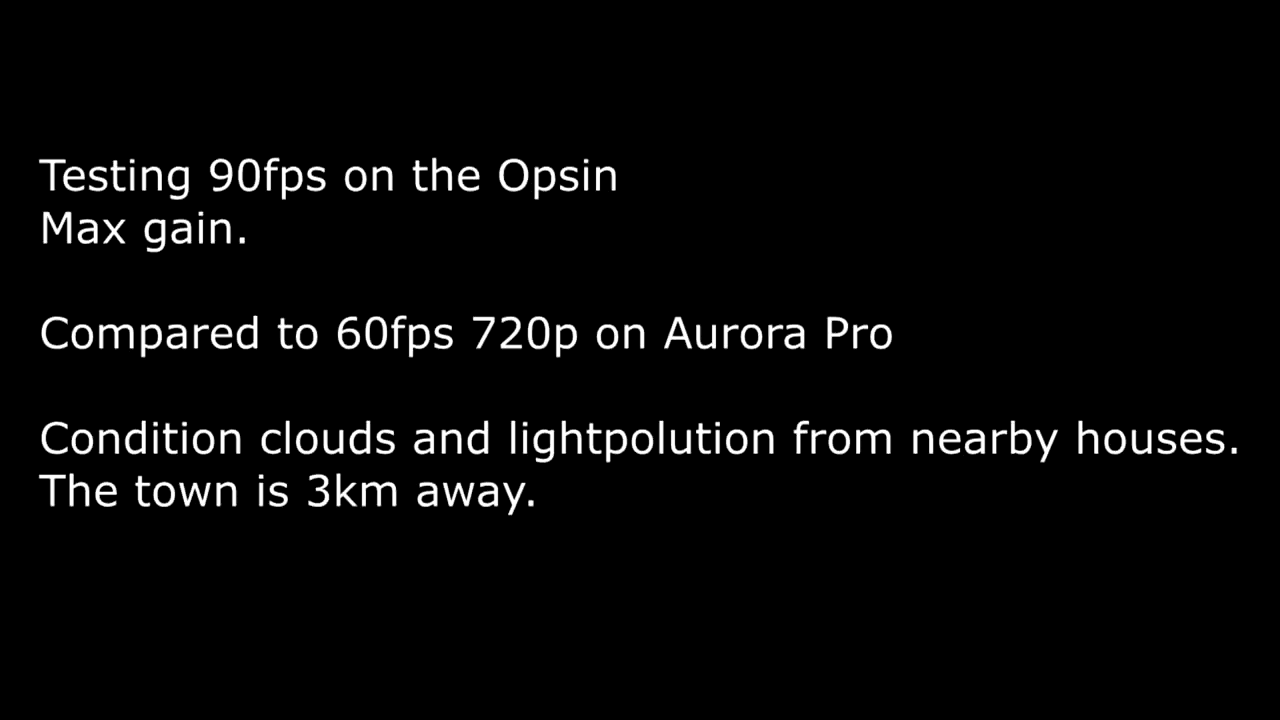 Testing 90fps on the Opsin
Max gain.
Compared to 60fps 720p on Aurora Pro
Condition clouds and lightpolution from nearby houses.
The town is 3km away.